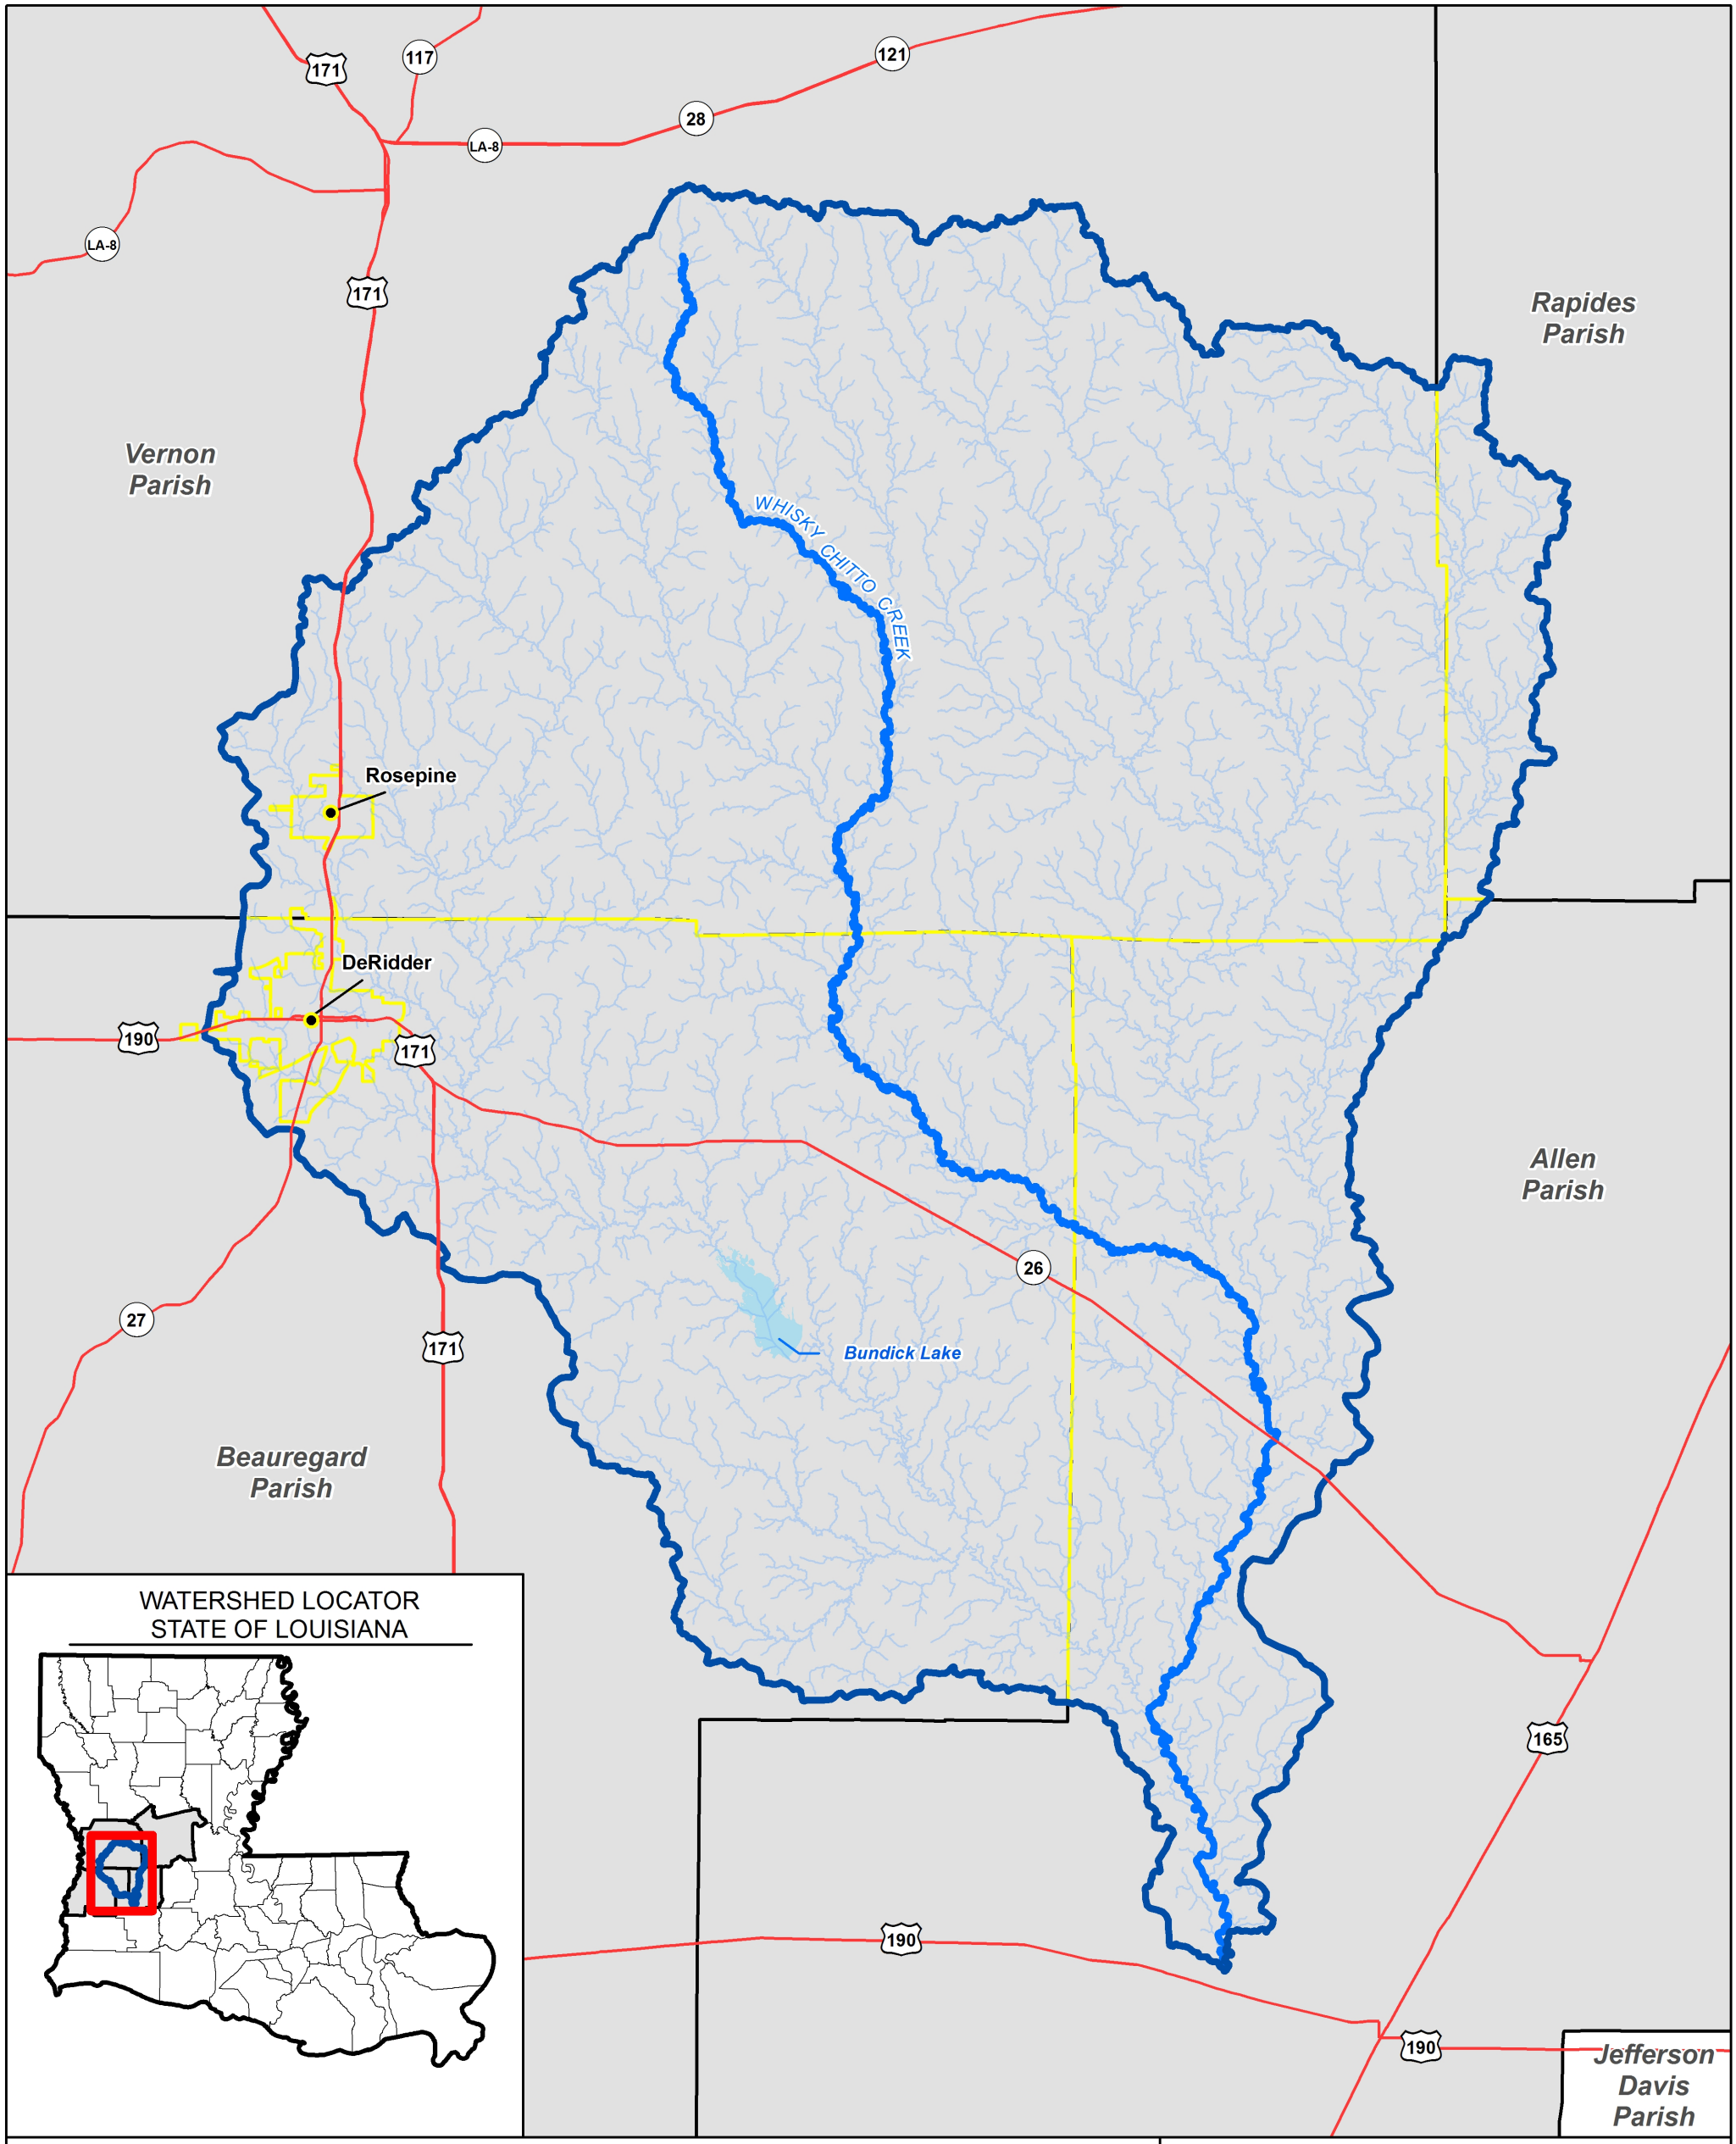 171
117
121
28
LA-8
LA-8
171
Rapides
Parish
Vernon
Parish
WHISKY CHITTO CREEK
Rosepine
DeRidder
190
171
Allen
Parish
26
27
171
Bundick Lake
Beauregard
Parish
WATERSHED LOCATOR
STATE OF LOUISIANA
165
190
190
Jefferson
Davis
Parish